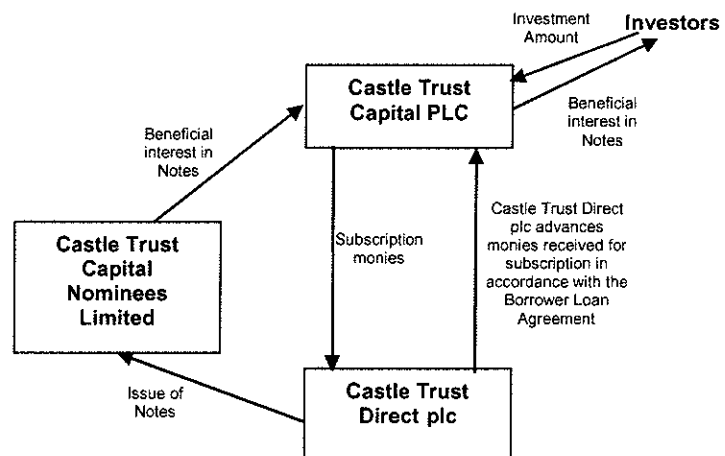 Investment
Amount
Investors
Castle Trust
Capital PLC
Beneficial
interest in
Notes
Beneficial
interest in
Notes
Castle Trust
Capital
Nominees
Limited
Subscription
monies
Castle Trust Direct
plc advances
monies received for
subscription in
accordance with the
Borrower Loan
Agreement
Issue of
Notes
Castle Trust
Direct plc